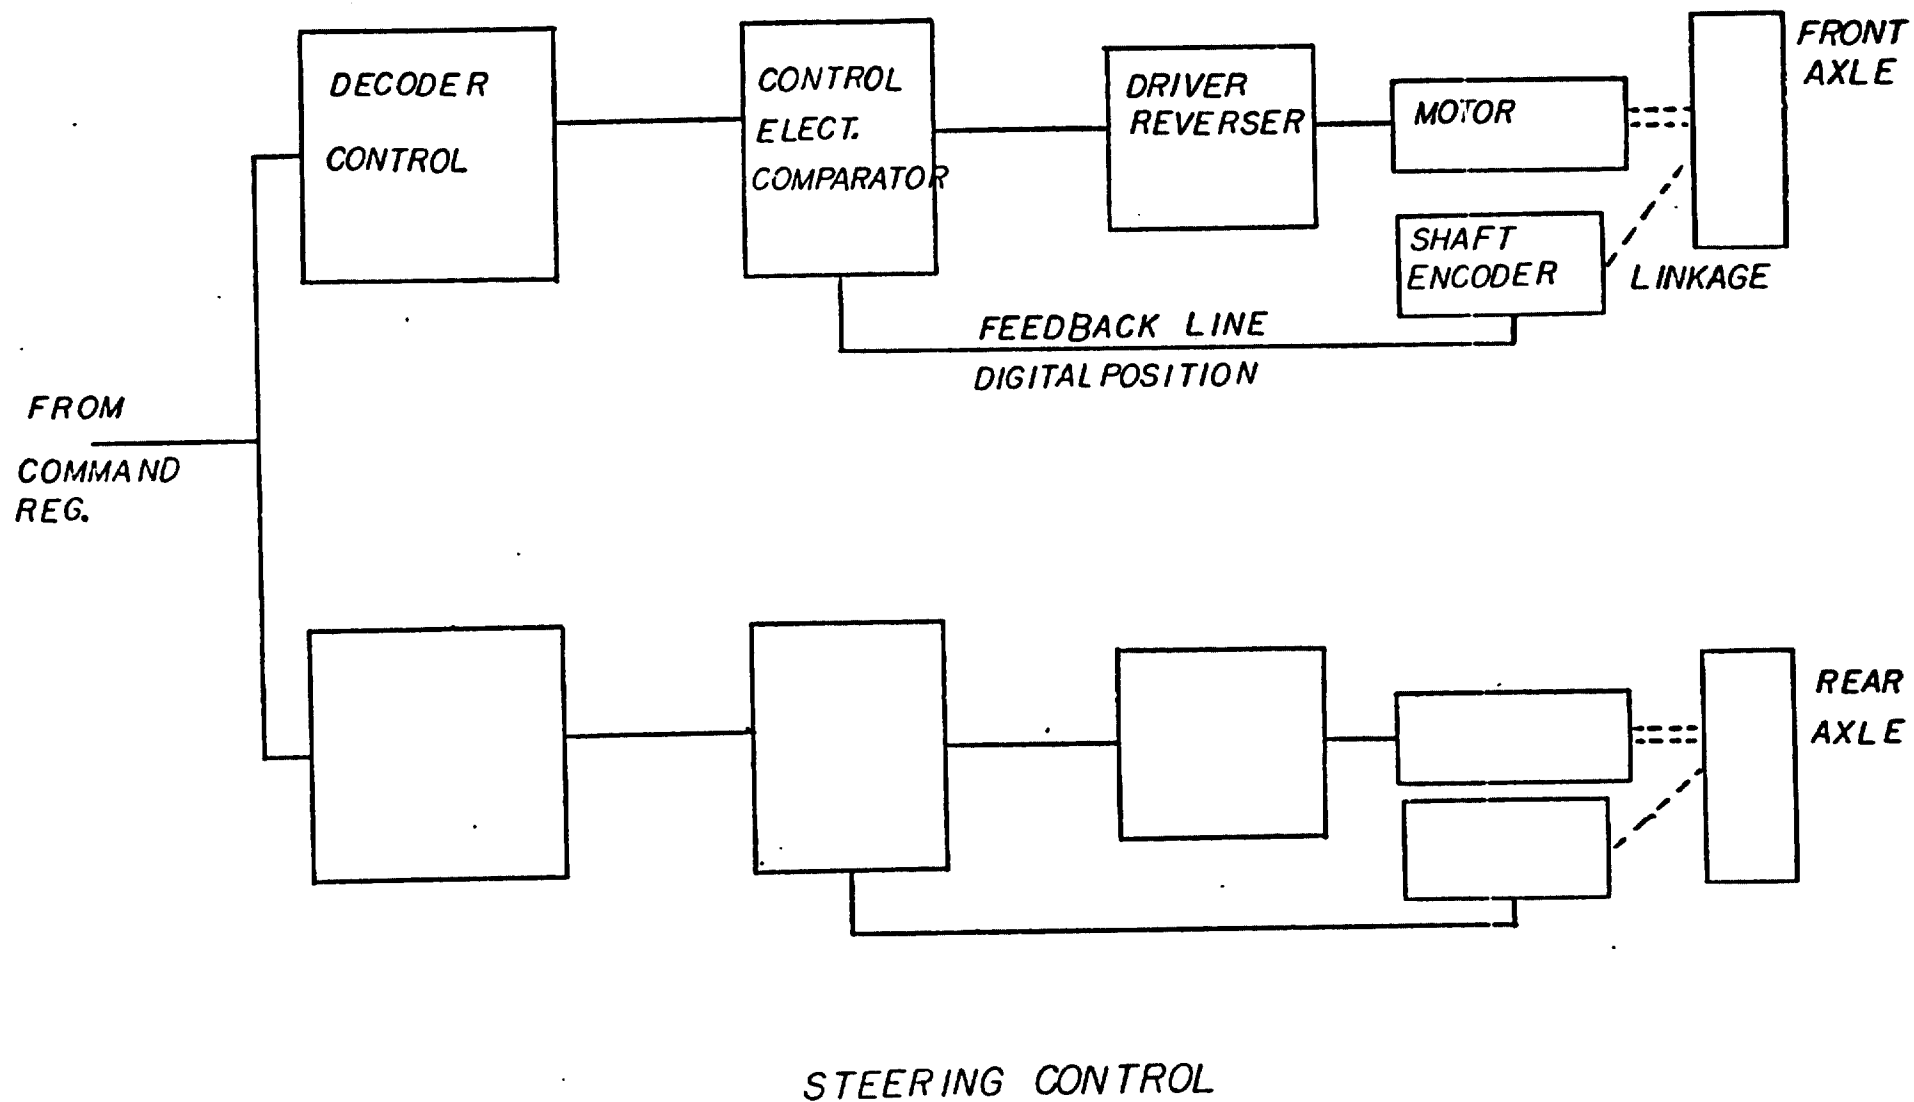 DECODER
CONTROL
CONTROL
ELECT.
COMPARATOR
DRIVER
REVERSER
MOTOR
FRONT
AXLE
SHAFT
ENCODER
LINKAGE
FEEDBACK LINE
DIGITAL POSITION
FROM
COMMAND
REG.
REAR
AXLE
STEERING CONTROL